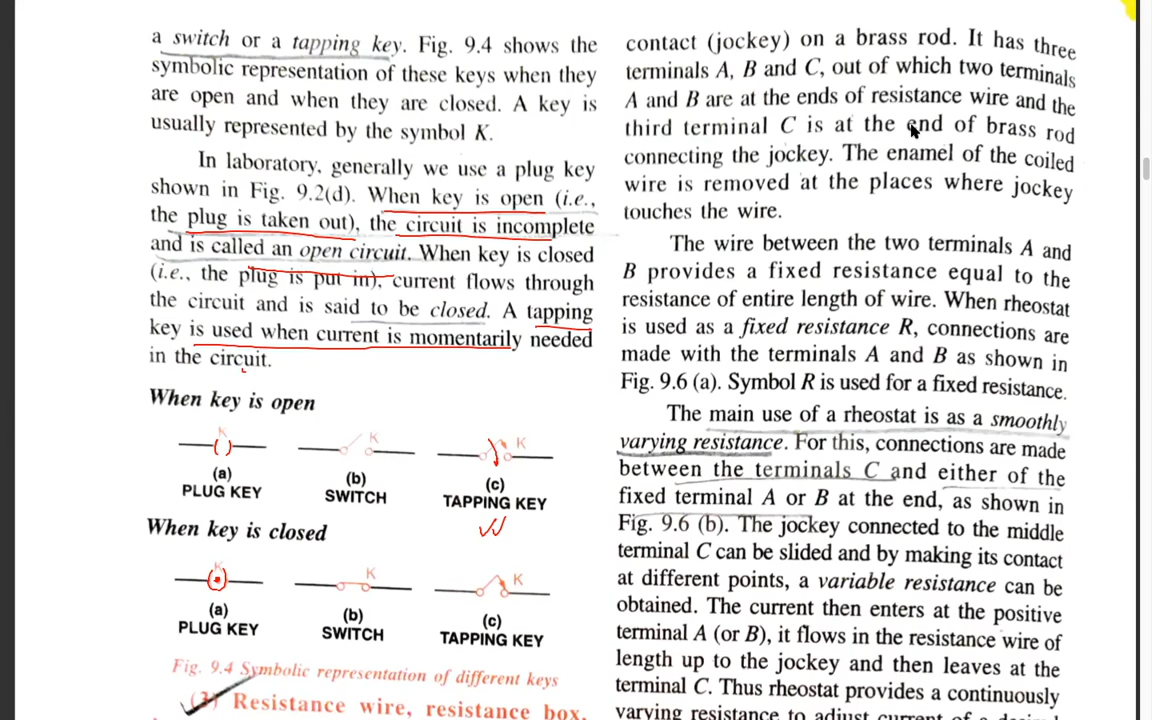 a switch or a tapping key. Fig. 9.4 shows the
symbolic representation of these keys when they
are open and when they are closed. A key is
usually represented by the symbol K.
In laboratory, generally we use a plug key
shown in Fig. 9.2(d). When key is open (i.e.,
the plug is taken out), the circuit is incomplete
and is called an open circuit. When key is closed
(i.e., the plug is put in), current flows through
the circuit and is said to be closed. A tapping
key is used when current is momentarily needed
in the circuit.
When key is open
K
K
K
(a)
PLUG KEY
(b)
SWITCH
(c)
TAPPING KEY
When key is closed
K
K
K
(a)
PLUG KEY
(b)
SWITCH
(c)
TAPPING KEY
Fig. 9.4 Symbolic representation of different keys
(3) Resistance wire, resistance box,
contact (jockey) on a brass rod. It has three
terminals A, B and C, out of which two terminals
A and B are at the ends of resistance wire and the
third terminal C is at the end of brass rod
connecting the jockey. The enamel of the coiled
wire is removed at the places where jockey
touches the wire.
The wire between the two terminals A and
B provides a fixed resistance equal to the
resistance of entire length of wire. When rheostat
is used as a fixed resistance R, connections are
made with the terminals A and B as shown in
Fig. 9.6 (a). Symbol R is used for a fixed resistance.
The main use of a rheostat is as a smoothly
varying resistance. For this, connections are made
between the terminals C and either of the
fixed terminal A or B at the end, as shown in
Fig. 9.6 (b). The jockey connected to the middle
terminal C can be slided and by making its contact
at different points, a variable resistance can be
obtained. The current then enters at the positive
terminal A (or B), it flows in the resistance wire of
length up to the jockey and then leaves at the
terminal C. Thus rheostat provides a continuously
varying resistance to adjust current of a desired